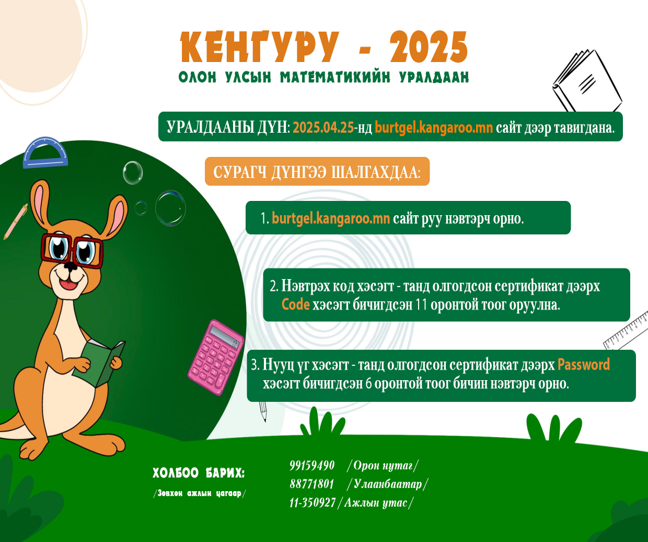 КЕНГУРУ - 2025
ОЛОН УЛСЫН МАТЕМАТИКИЙН УРАЛДААН
УРАЛДААНЫ ДҮН: 2025.04.25-нд burtgel.kangaroo.mn сайт дээр тавигдана.
СУРАГЧ ДҮНГЭЭ ШАЛГАХДАА:
1. burtgel.kangaroo.mn сайт руу нэвтэрч орно.
2. Нэвтрэх код хэсэгт - танд олгогдсон сертификат дээрх
Code хэсэгт бичигдсэн 11 оронтой тоог оруулна.
3. Нууц үг хэсэгт - танд олгогдсон сертификат дээрх Password
хэсэгт бичигдсэн 6 оронтой тоог бичин нэвтэрч орно.
ХОЛБОО БАРИХ:
/Зөвхөн ажлын цагаар/
99159490 /Орон нутаг/
88771801 /Улаанбаатар/
11-350927 /Ажлын утас/